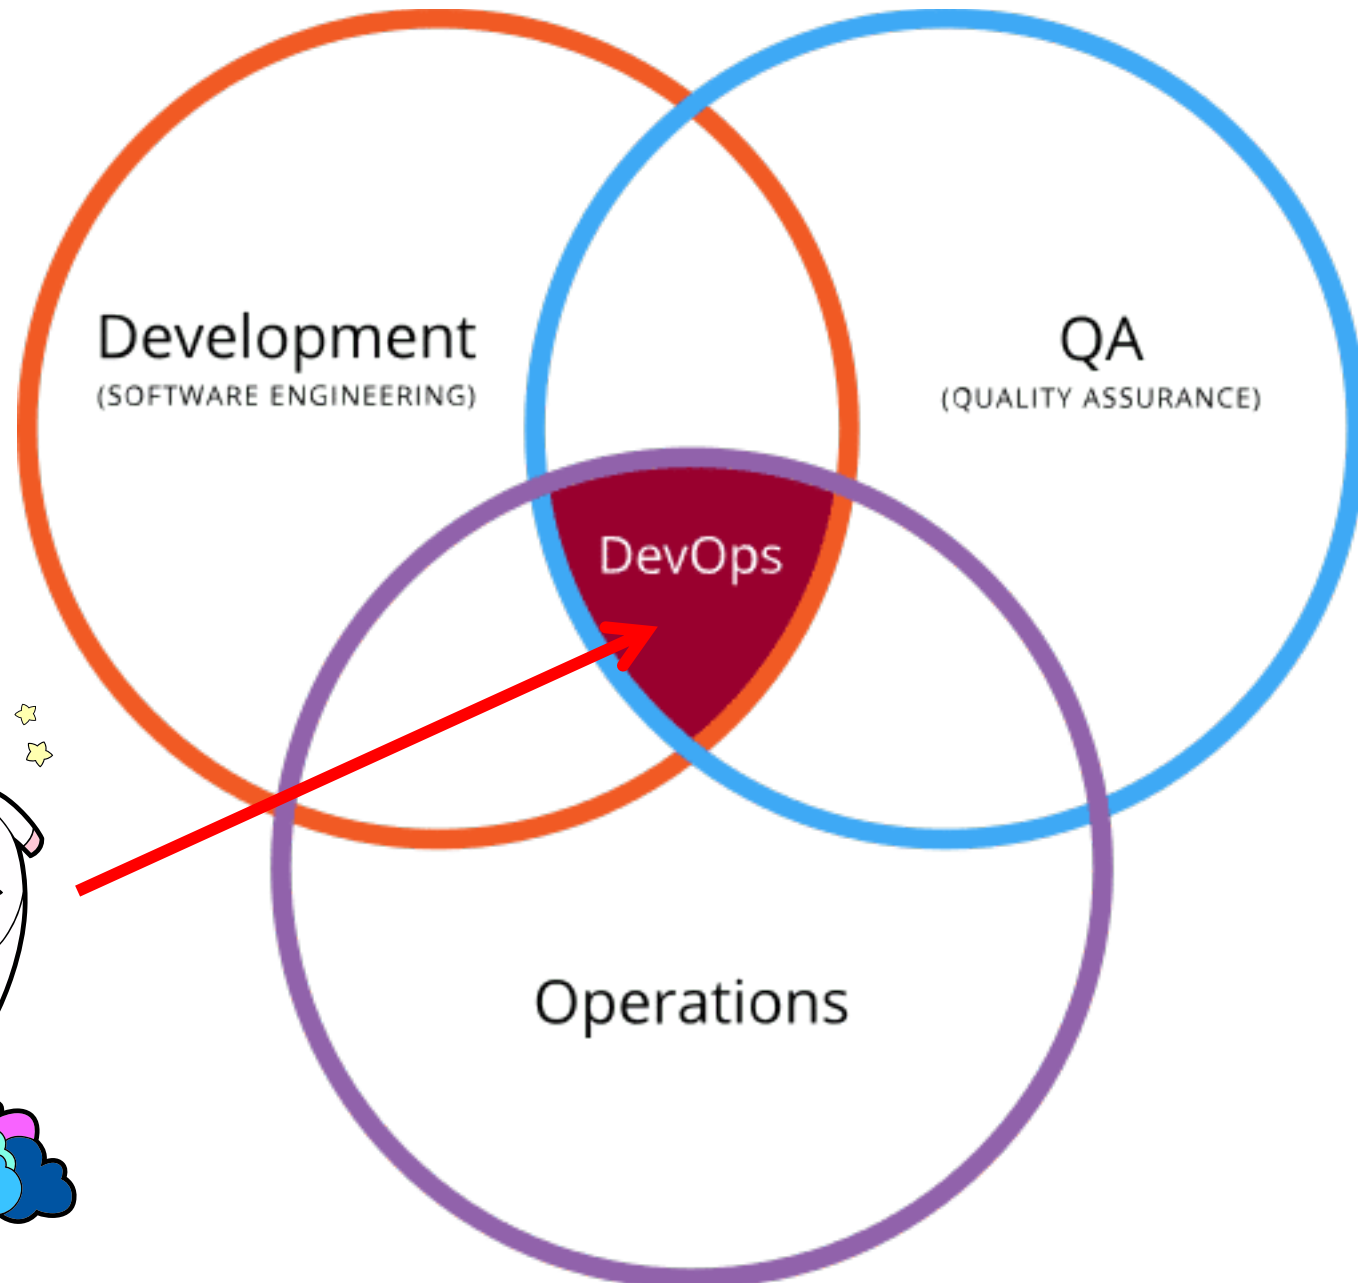 Development
(SOFTWARE ENGINEERING)
QA
(QUALITY ASSURANCE)
DevOps
Operations